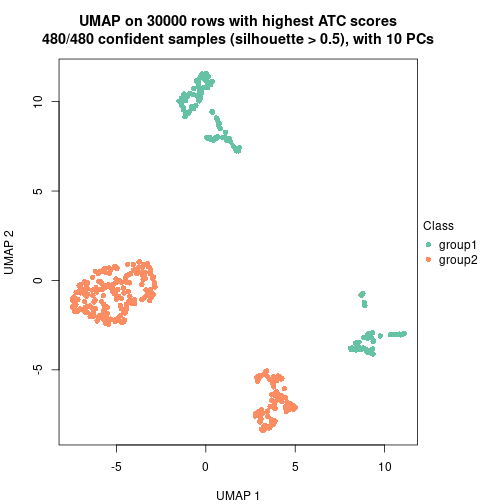 UMAP on 30000 rows with highest ATC scores
480/480 confident samples (silhouette > 0.5), with 10 PCs
10
5
0
-5
UMAP 2
-5
0
5
10
UMAP 1
Class
group1
group2